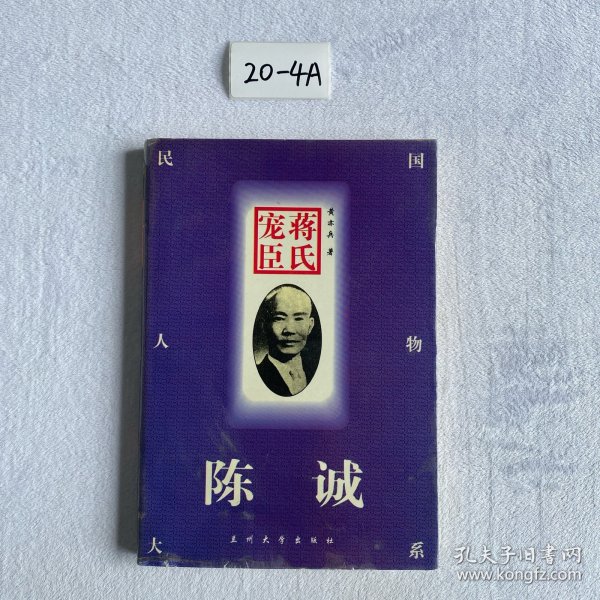 20-4A
民国
人物
大系
黄亦兵 著
蒋氏
宠臣
陈诚
兰州大学出版社
孔夫子旧书网
www.kongfz.com